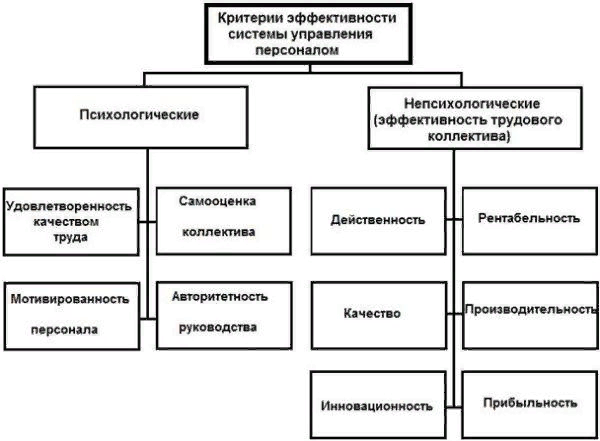 Критерии эффективности
системы управления
персоналом
Психологические
Непсихологические
(эффективность трудового
коллектива)
Удовлетворенность
качеством
труда
Самооценка
коллектива
Действенность
Рентабельность
Мотивированность
персонала
Авторитетность
руководства
Качество
Производительность
Инновационность
Прибыльность